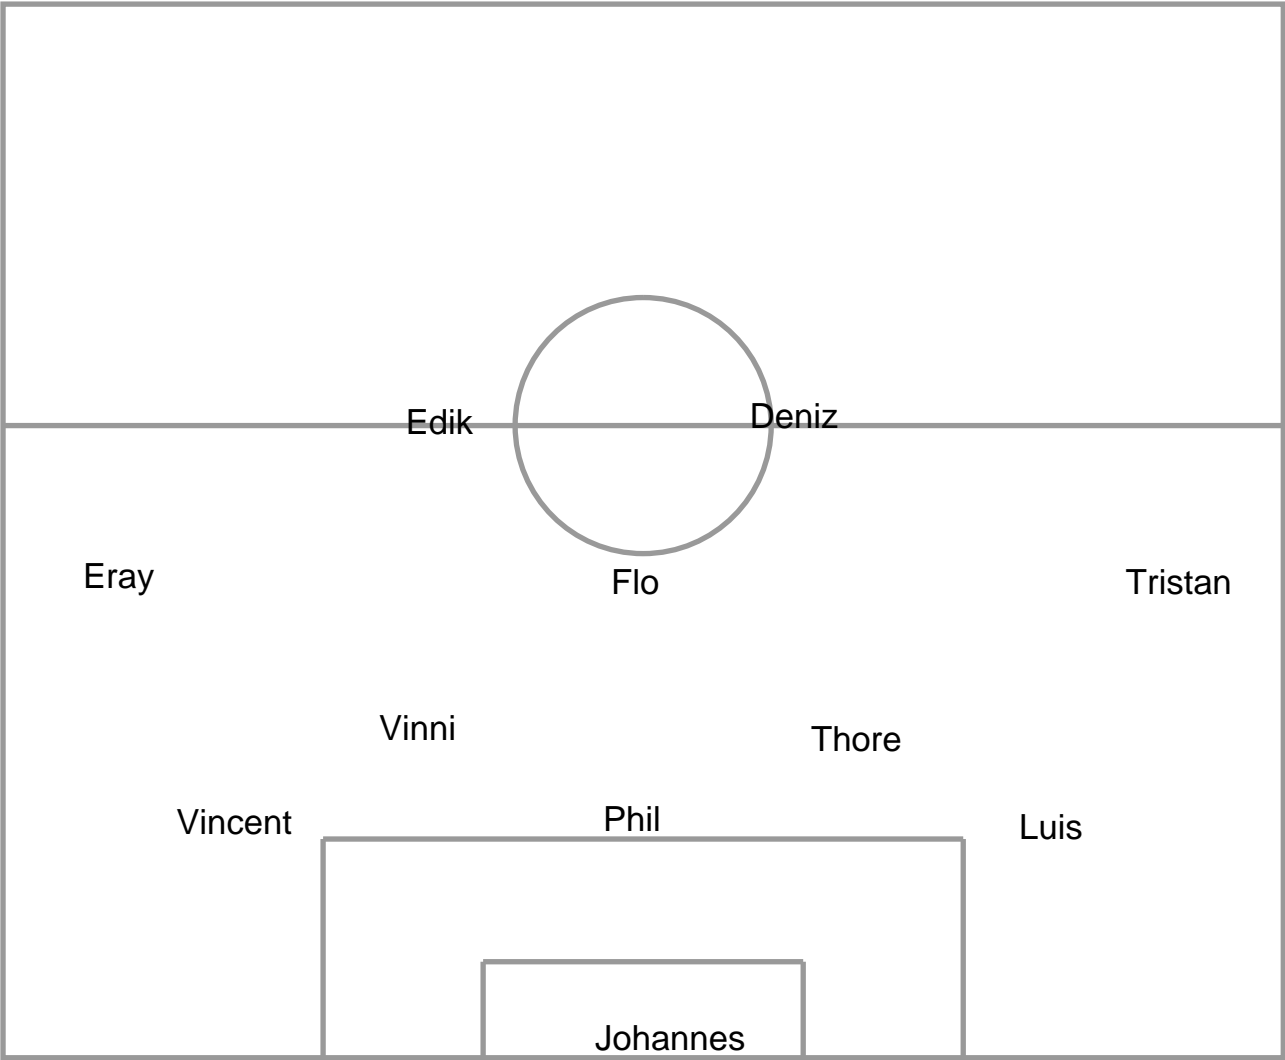 Edik
Deniz
Eray
Flo
Tristan
Vinni
Thore
Vincent
Phil
Luis
Johannes